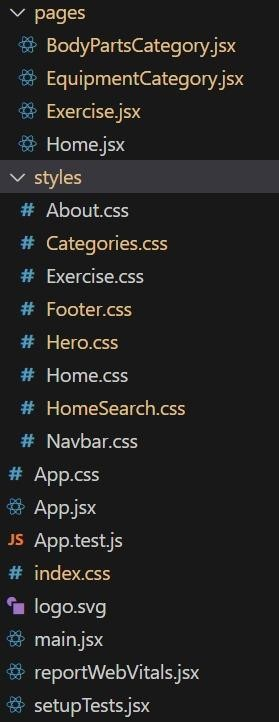 pages
BodyPartsCategory.jsx
EquipmentCategory.jsx
Exercise.jsx
Home.jsx
styles
# About.css
# Categories.css
# Exercise.css
# Footer.css
# Hero.css
# Home.css
# HomeSearch.css
# Navbar.css
# App.css
App.jsx
JS App.test.js
# index.css
logo.svg
main.jsx
reportWebVitals.jsx
setupTests.jsx